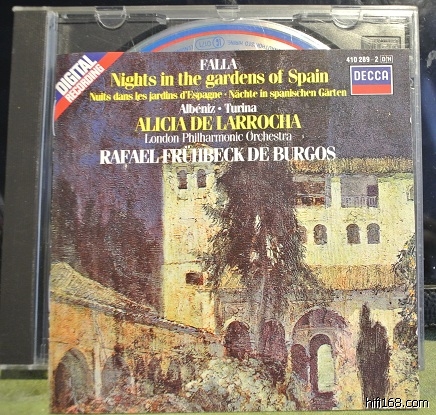 FALLA
410 289-2 DH
DIGITAL
RECORDING
Nights in the gardens of Spain
DECCA
Nuits dans les jardins d'Espagne · Nächte in spanischen Gärten
Albéniz · Turina
ALICIA DE LARROCHA
London Philharmonic Orchestra
RAFAEL FRÜHBECK DE BURGOS
hifi168.com